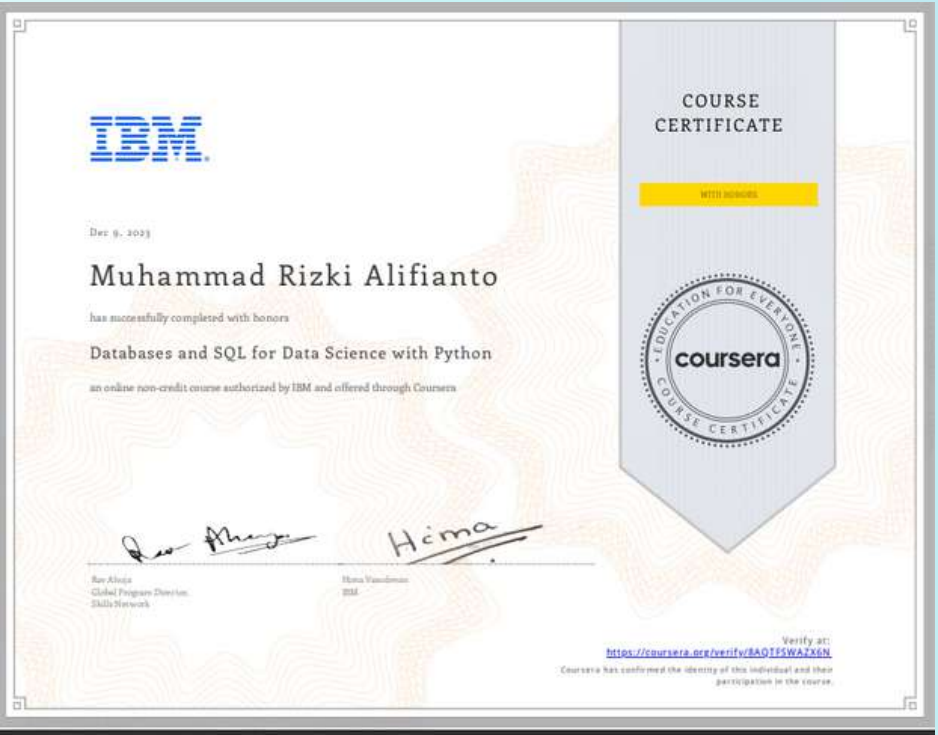 IBM
COURSE
CERTIFICATE
WITH HONORS
Dec 9, 2023
Muhammad Rizki Alifianto
has successfully completed with honors
Databases and SQL for Data Science with Python
an online non-credit course authorized by IBM and offered through Coursera
EDUCATION FOR EVERYONE
coursera
COURSE CERTIFICATE
Hima
Rav Ahuja
Global Program Director,
Skills Network
Hima Vasudevan
IBM
Verify at:
https://coursera.org/verify/8AQTFSWAZX6N
Coursera has confirmed the identity of this individual and their
participation in the course.